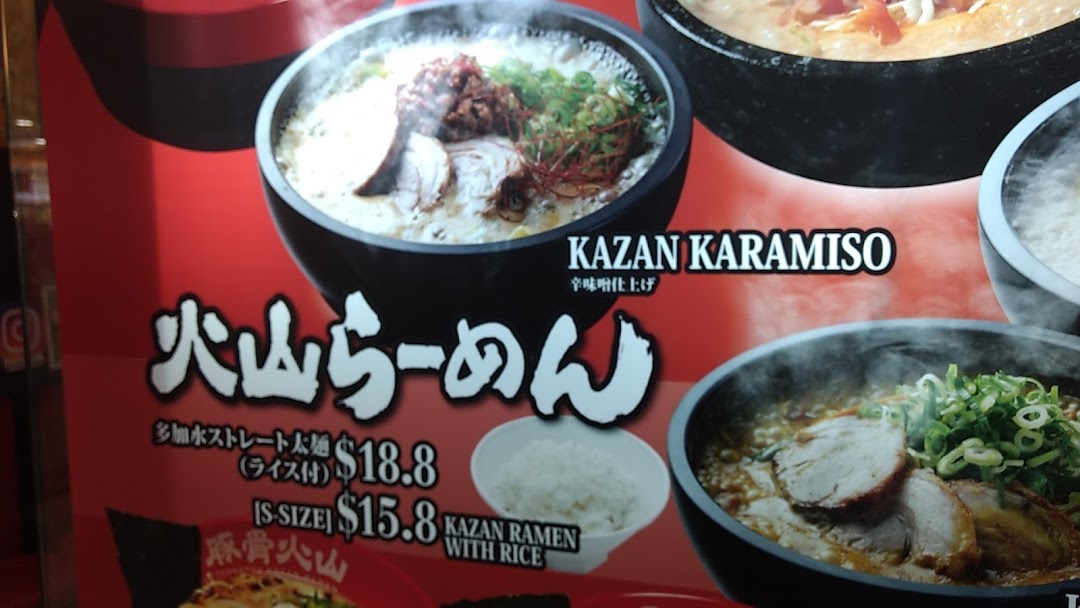 KAZAN KARAMISO
辛味噌仕上げ
火山らーめん
多加水ストレート太麺
(ライス付) $18.8
[S-SIZE] $15.8
KAZAN RAMEN
WITH RICE
豚骨火山